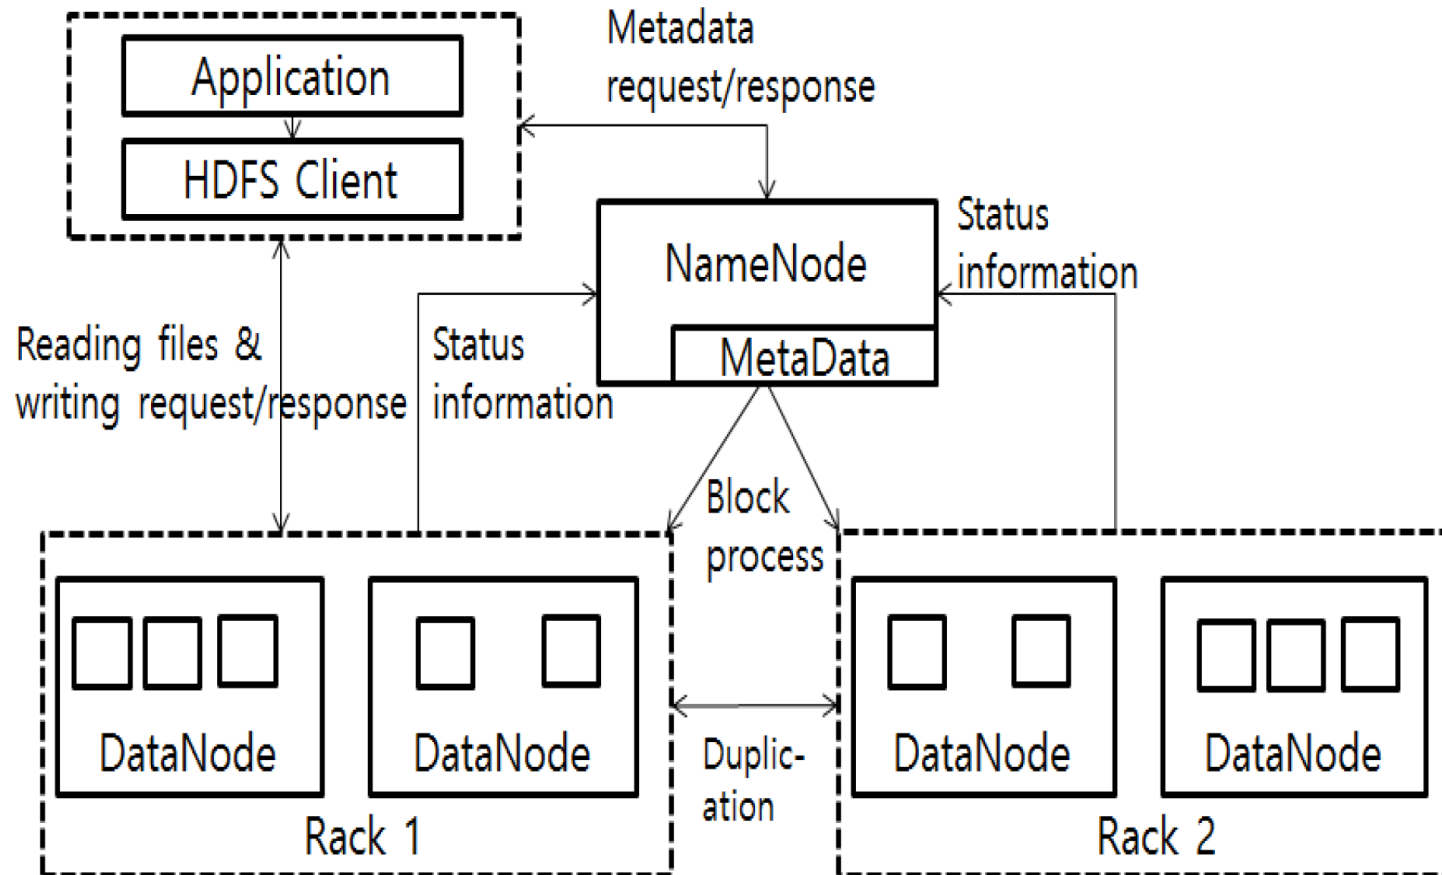 Application
HDFS Client
Metadata
request/response
NameNode
MetaData
Status
information
Reading files &
writing request/response
Status
information
Block
process
DataNode
DataNode
Rack 1
Duplic-
ation
DataNode
DataNode
Rack 2